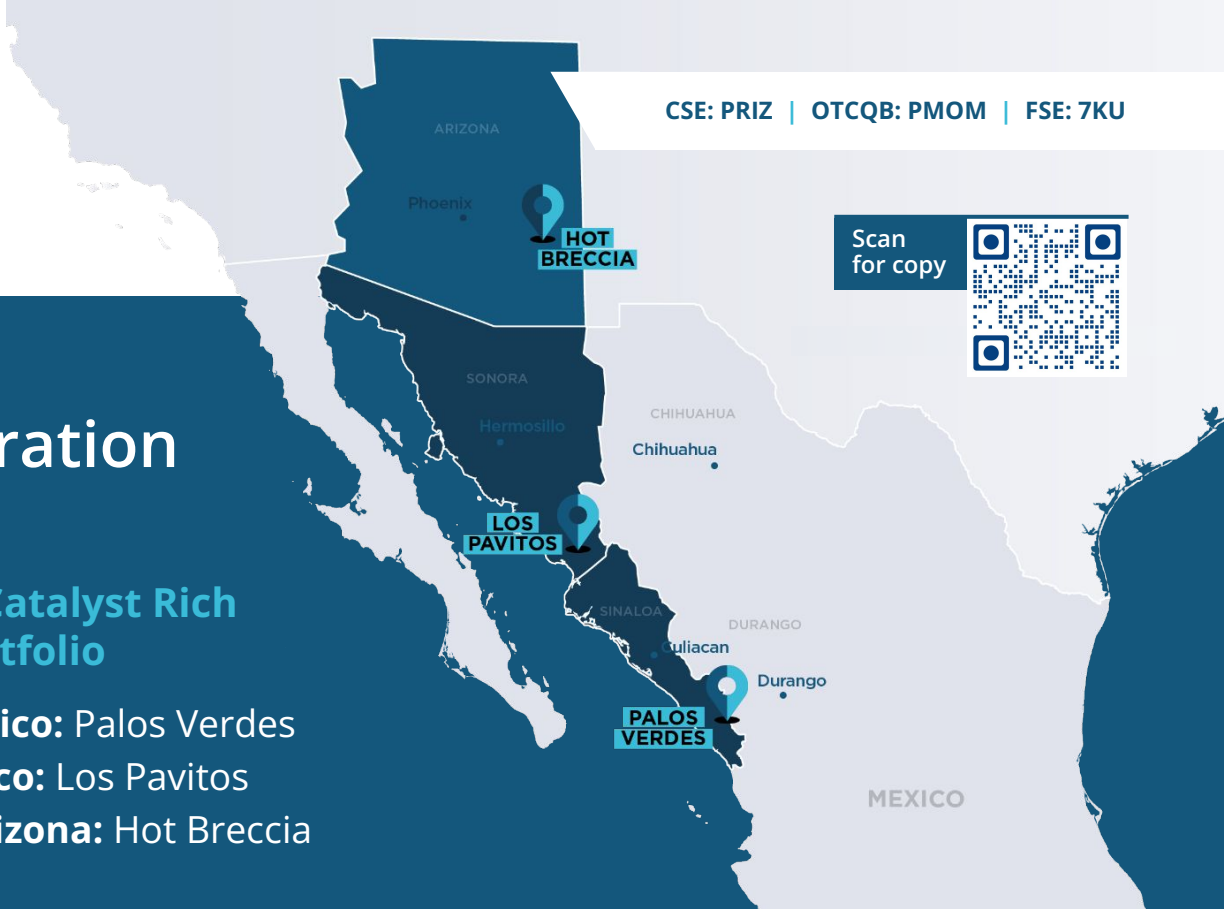 CSE: PRIZ | OTCQB: PMOM | FSE: 7KU
ARIZONA
Phoenix
HOT
BRECCIA
Scan
for copy
SONORA
Hermosillo
CHIHUAHUA
Chihuahua
ration
LOS
PAVITOS
Catalyst Rich
tfolio
SINALOA
DURANGO
Culiacan
Durango
ico: Palos Verdes
PALOS
VERDES
co: Los Pavitos
MEXICO
izona: Hot Breccia